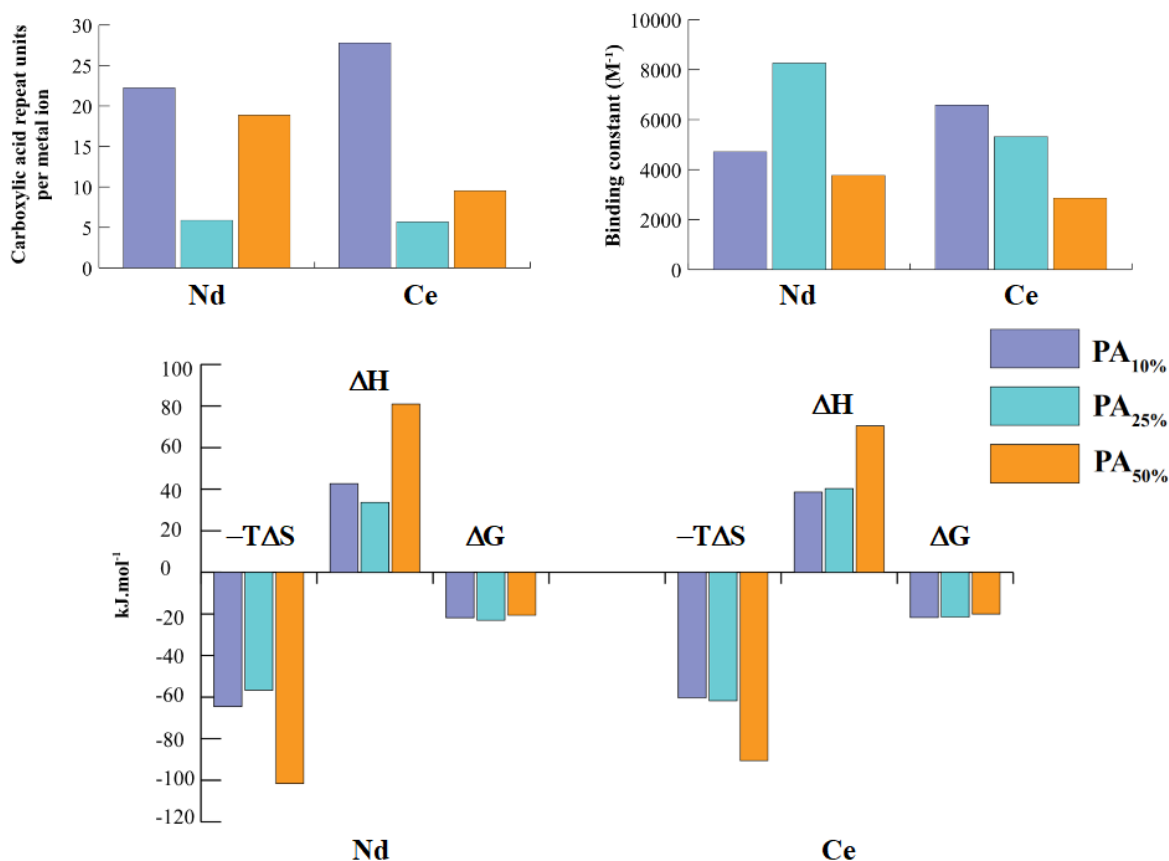 Carboxylic acid repeat units
per metal ion
30
25
20
15
10
5
0
Nd
Ce
Binding constant (M⁻¹)
10000
8000
6000
4000
2000
0
Nd
Ce
PA10%
PA25%
PA50%
kJ.mol⁻¹
100
80
60
40
20
0
-20
-40
-60
-80
-100
-120
–TΔS
ΔH
ΔG
–TΔS
ΔH
ΔG
Nd
Ce